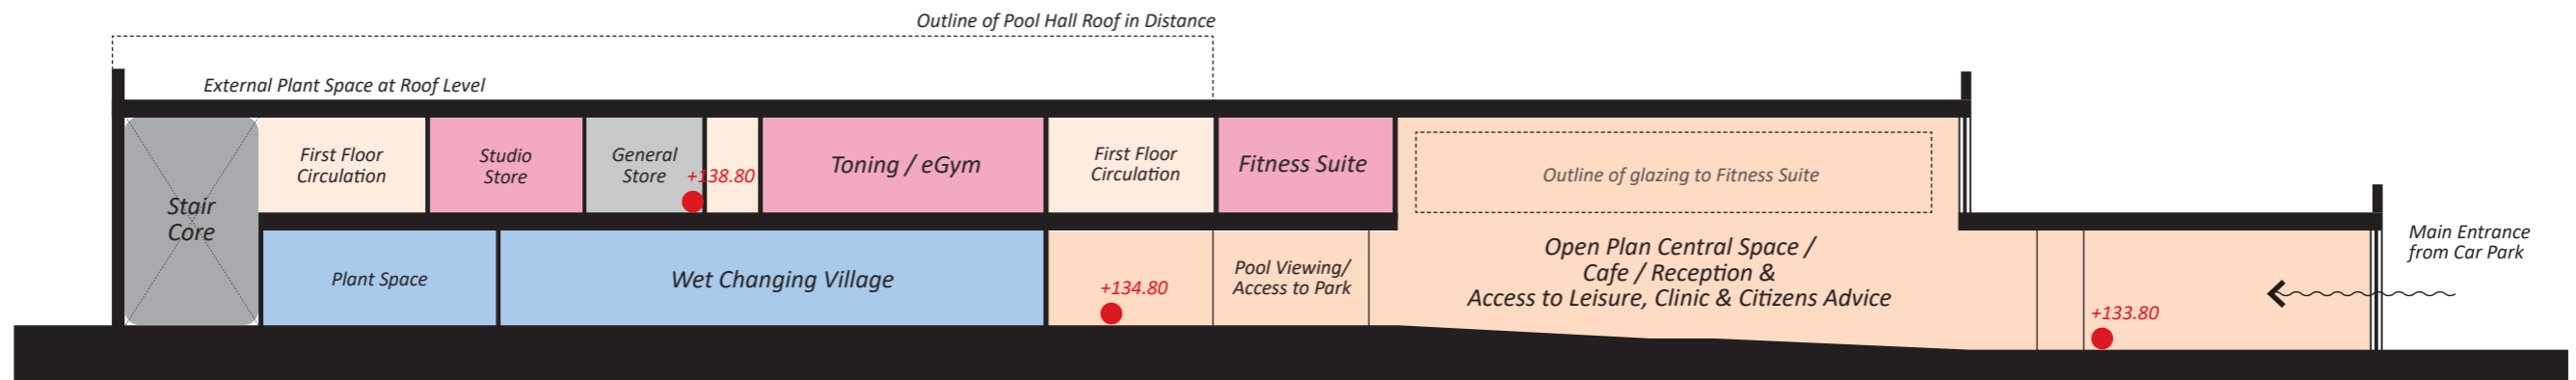 Outline of Pool Hall Roof in Distance
External Plant Space at Roof Level
Stair
Core
First Floor
Circulation
Studio
Store
General
Store
+138.80
Toning / eGym
First Floor
Circulation
Fitness Suite
Outline of glazing to Fitness Suite
Plant Space
Wet Changing Village
+134.80
Pool Viewing/
Access to Park
Open Plan Central Space /
Cafe / Reception &
Access to Leisure, Clinic & Citizens Advice
+133.80
Main Entrance
from Car Park